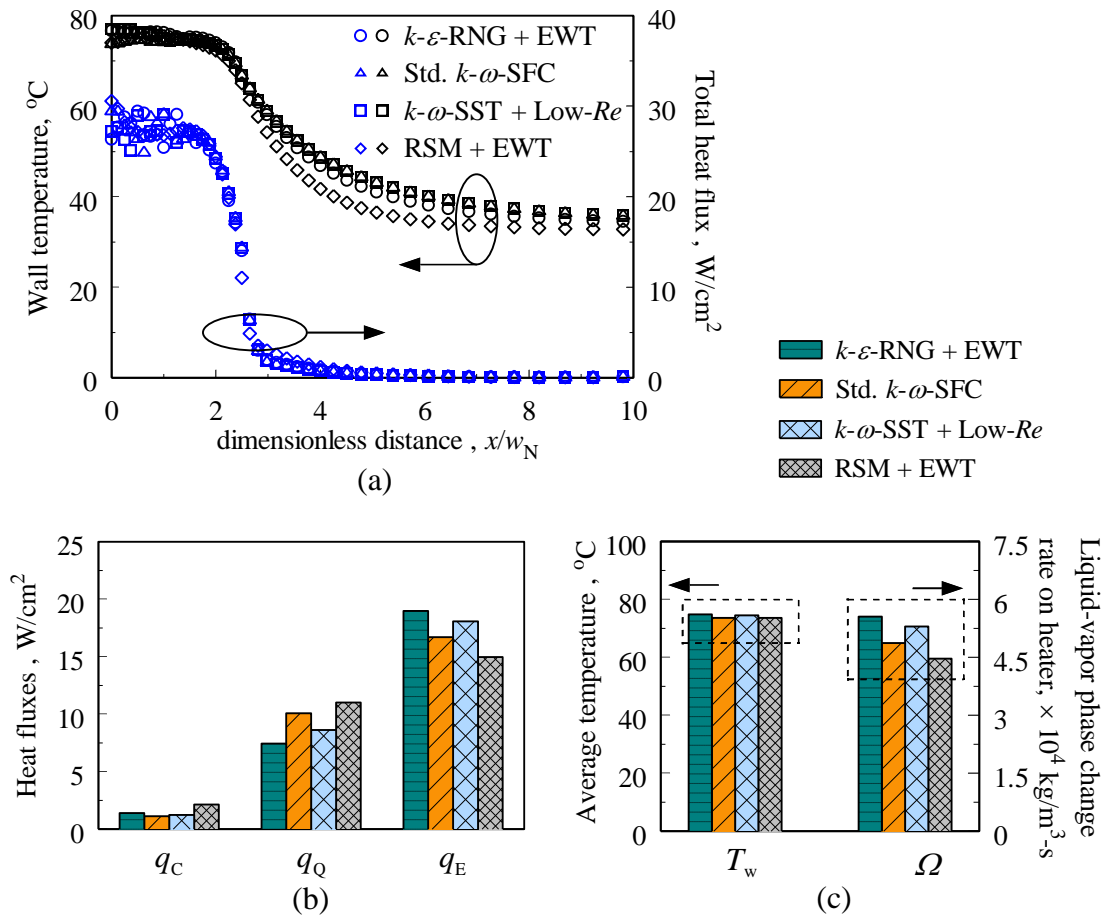 80
60
40
20
0
Wall temperature, °C
k-ε-RNG + EWT
Std. k-ω-SFC
k-ω-SST + Low-Re
RSM + EWT
40
30
20
10
0
Total heat flux , W/cm²
0 2 4 6 8 10
dimensionless distance , x/wN
(a)
k-ε-RNG + EWT
Std. k-ω-SFC
k-ω-SST + Low-Re
RSM + EWT
25
20
15
10
5
0
Heat fluxes , W/cm²
qC qQ qE
(b)
100
80
60
40
20
0
Average temperature , °C
7.5
6
4.5
3
1.5
0
Liquid-vapor phase change
rate on heater, × 10⁴ kg/m³-s
Tw Ω
(c)